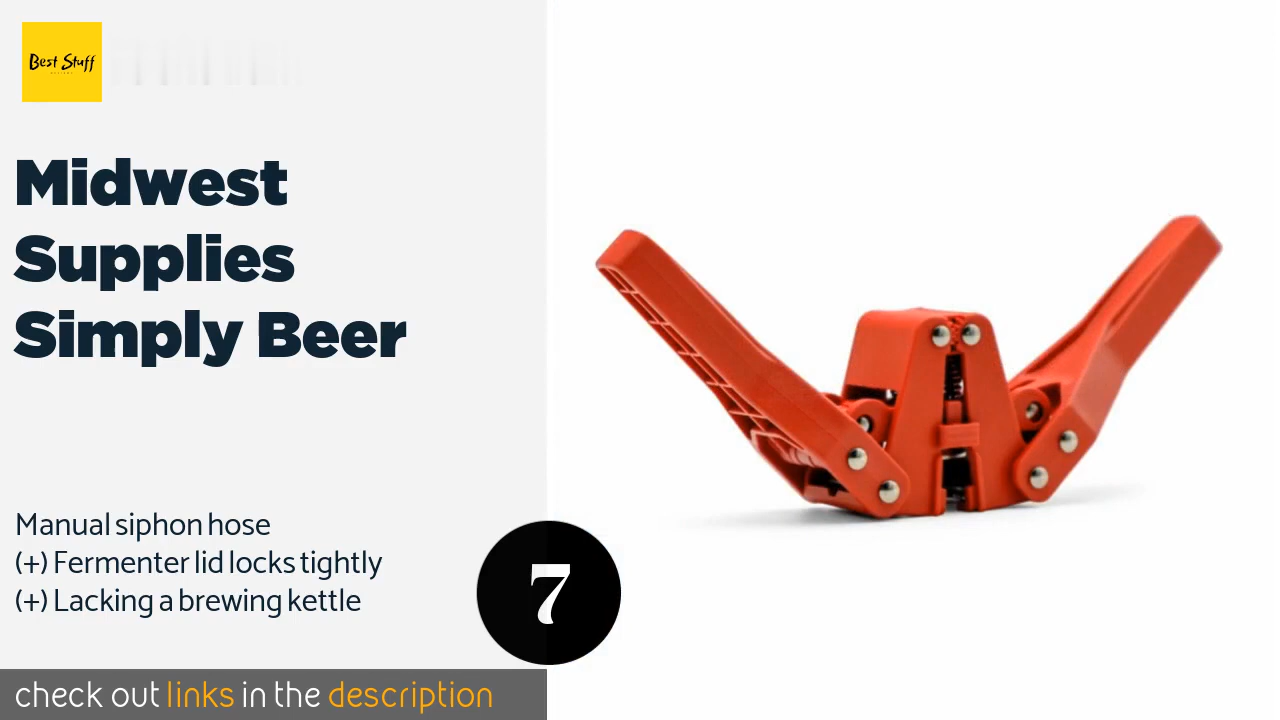 Best Stuff
Midwest
Supplies
Simply Beer
Manual siphon hose
(+) Fermenter lid locks tightly
(+) Lacking a brewing kettle
7
check out links in the description